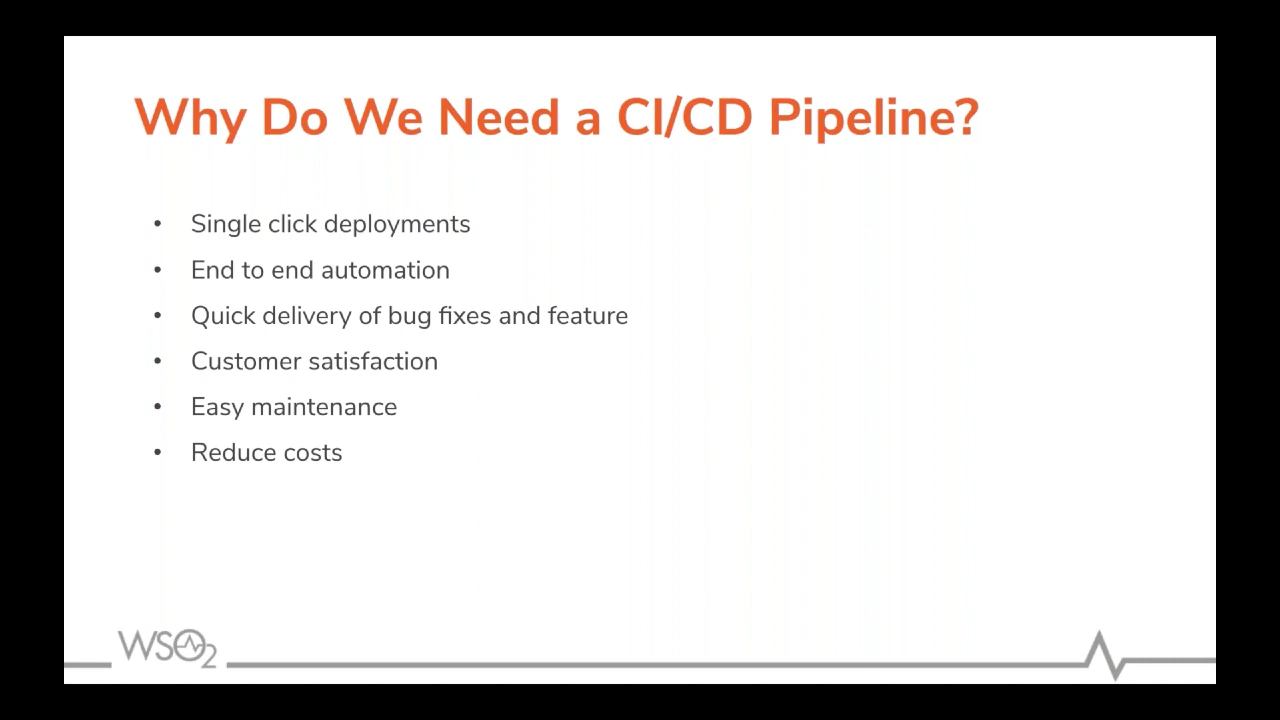 Why Do We Need a CI/CD Pipeline?
• Single click deployments
• End to end automation
• Quick delivery of bug fixes and feature
• Customer satisfaction
• Easy maintenance
• Reduce costs
WSO2